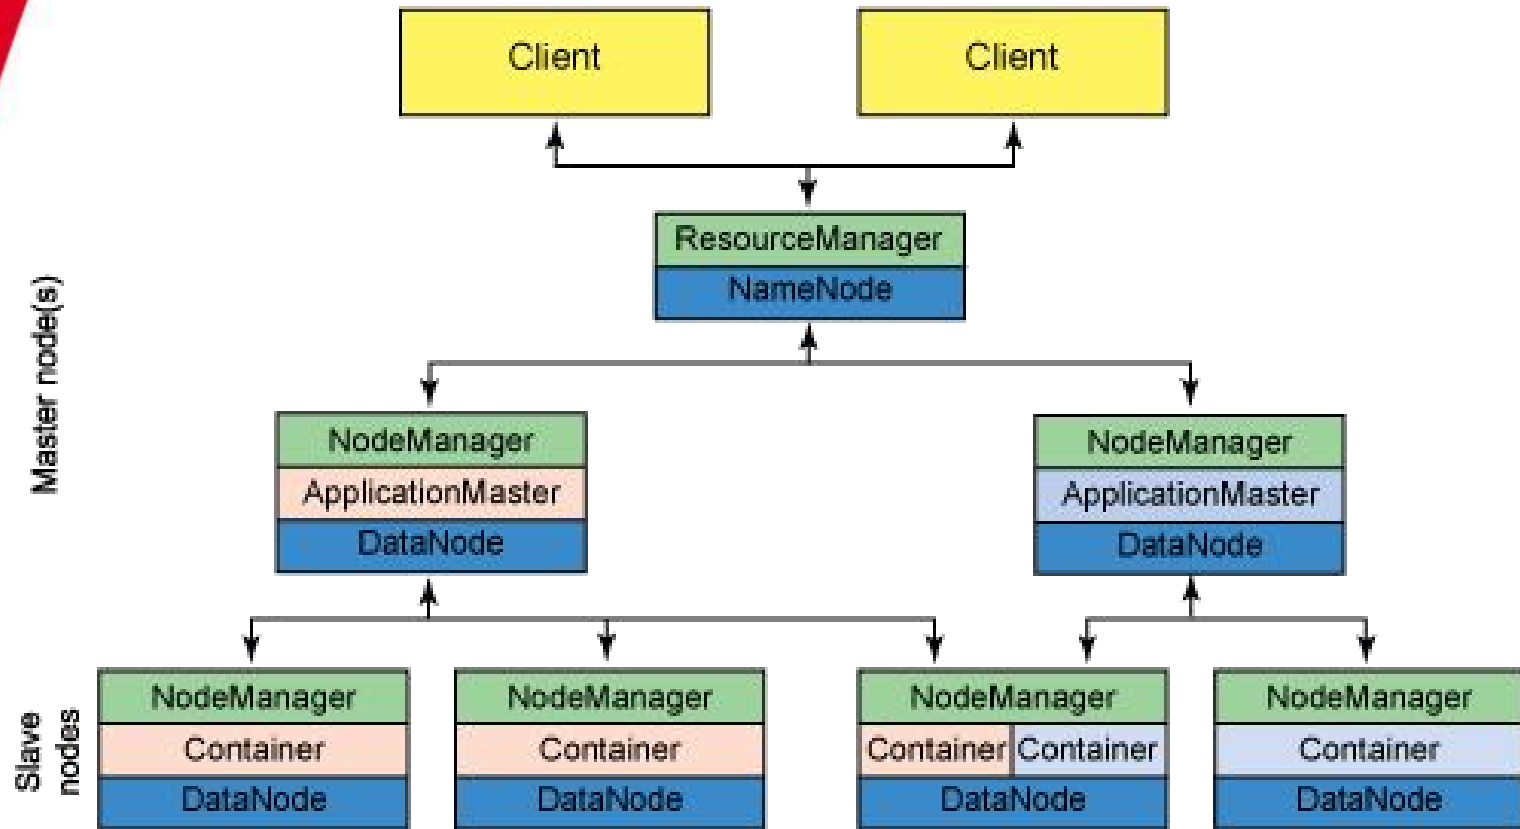 Client
Client
ResourceManager
NameNode
Master node(s)
NodeManager
ApplicationMaster
DataNode
NodeManager
ApplicationMaster
DataNode
Slave
nodes
NodeManager
Container
DataNode
NodeManager
Container
DataNode
NodeManager
Container
Container
DataNode
NodeManager
Container
DataNode